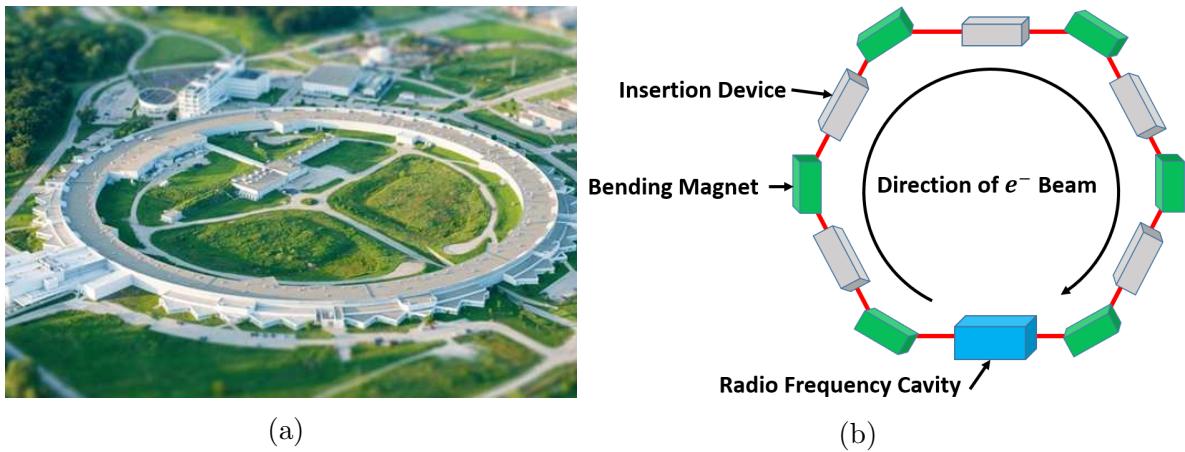 Insertion Device
Bending Magnet
Direction of e⁻ Beam
Radio Frequency Cavity
(a)
(b)